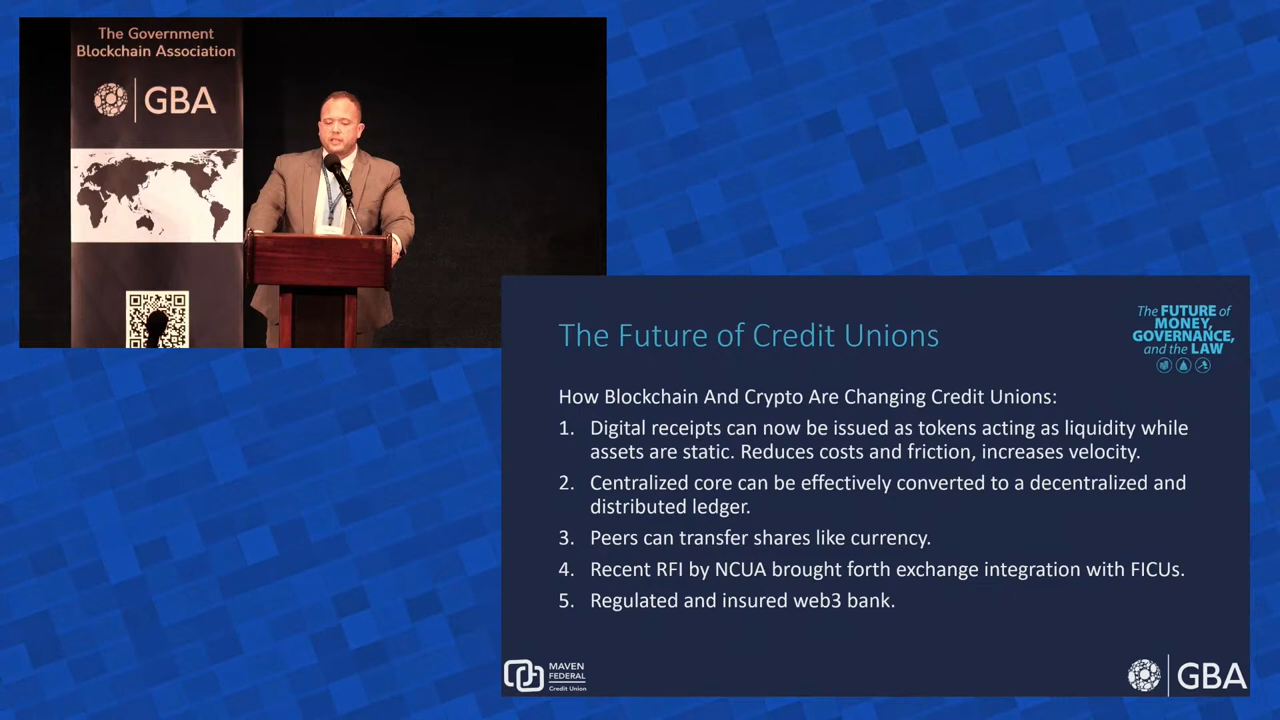 The Government
Blockchain Association
GBA
The Future of Credit Unions
The FUTURE of
MONEY,
GOVERNANCE,
and the LAW
How Blockchain And Crypto Are Changing Credit Unions:
1. Digital receipts can now be issued as tokens acting as liquidity while
assets are static. Reduces costs and friction, increases velocity.
2. Centralized core can be effectively converted to a decentralized and
distributed ledger.
3. Peers can transfer shares like currency.
4. Recent RFI by NCUA brought forth exchange integration with FICUs.
5. Regulated and insured web3 bank.
MAVEN
FEDERAL
Credit Union
GBA